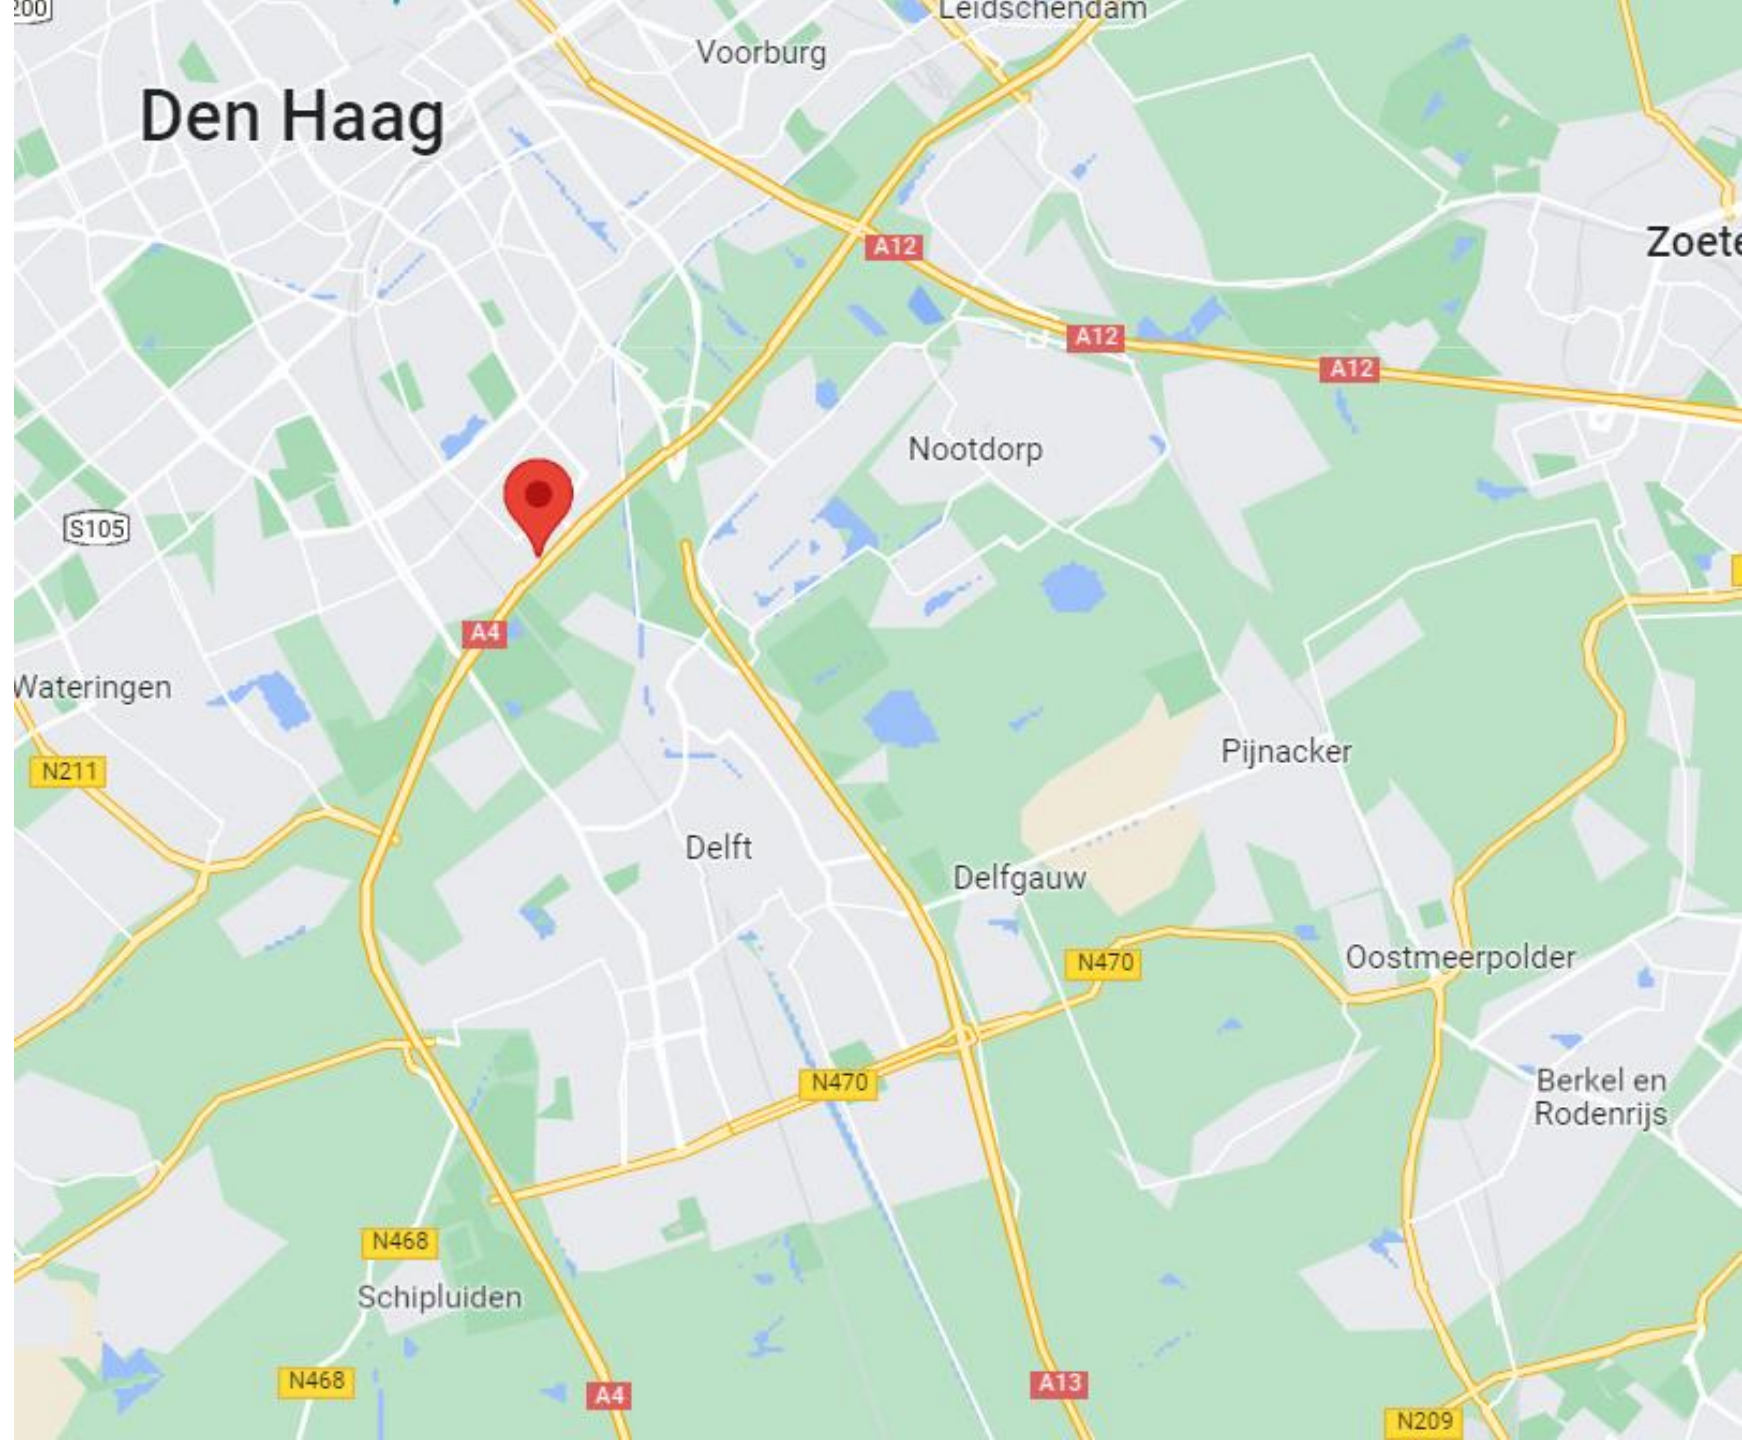 200
Leidschendam
Voorburg
Den Haag
A12
Zoete
A12
A12
Nootdorp
S105
A4
Wateringen
Pijnacker
N211
Delft
Delfgauw
Oostmeerpolder
N470
N470
Berkel en
Rodenrijs
N468
Schipluiden
N468
A4
A13
N209